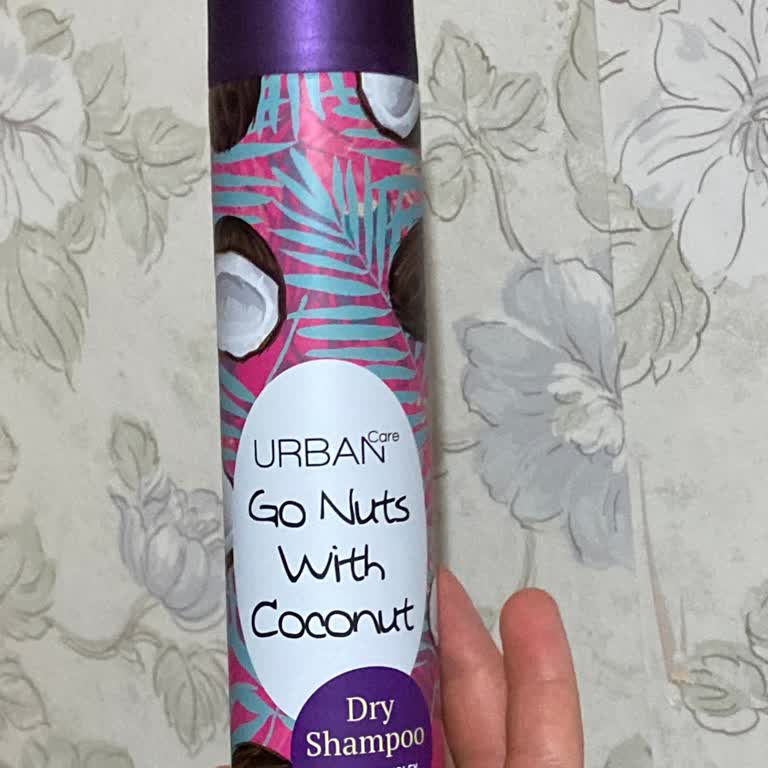 URBAN Care
Go Nuts
With
Coconut
Dry
Shampoo